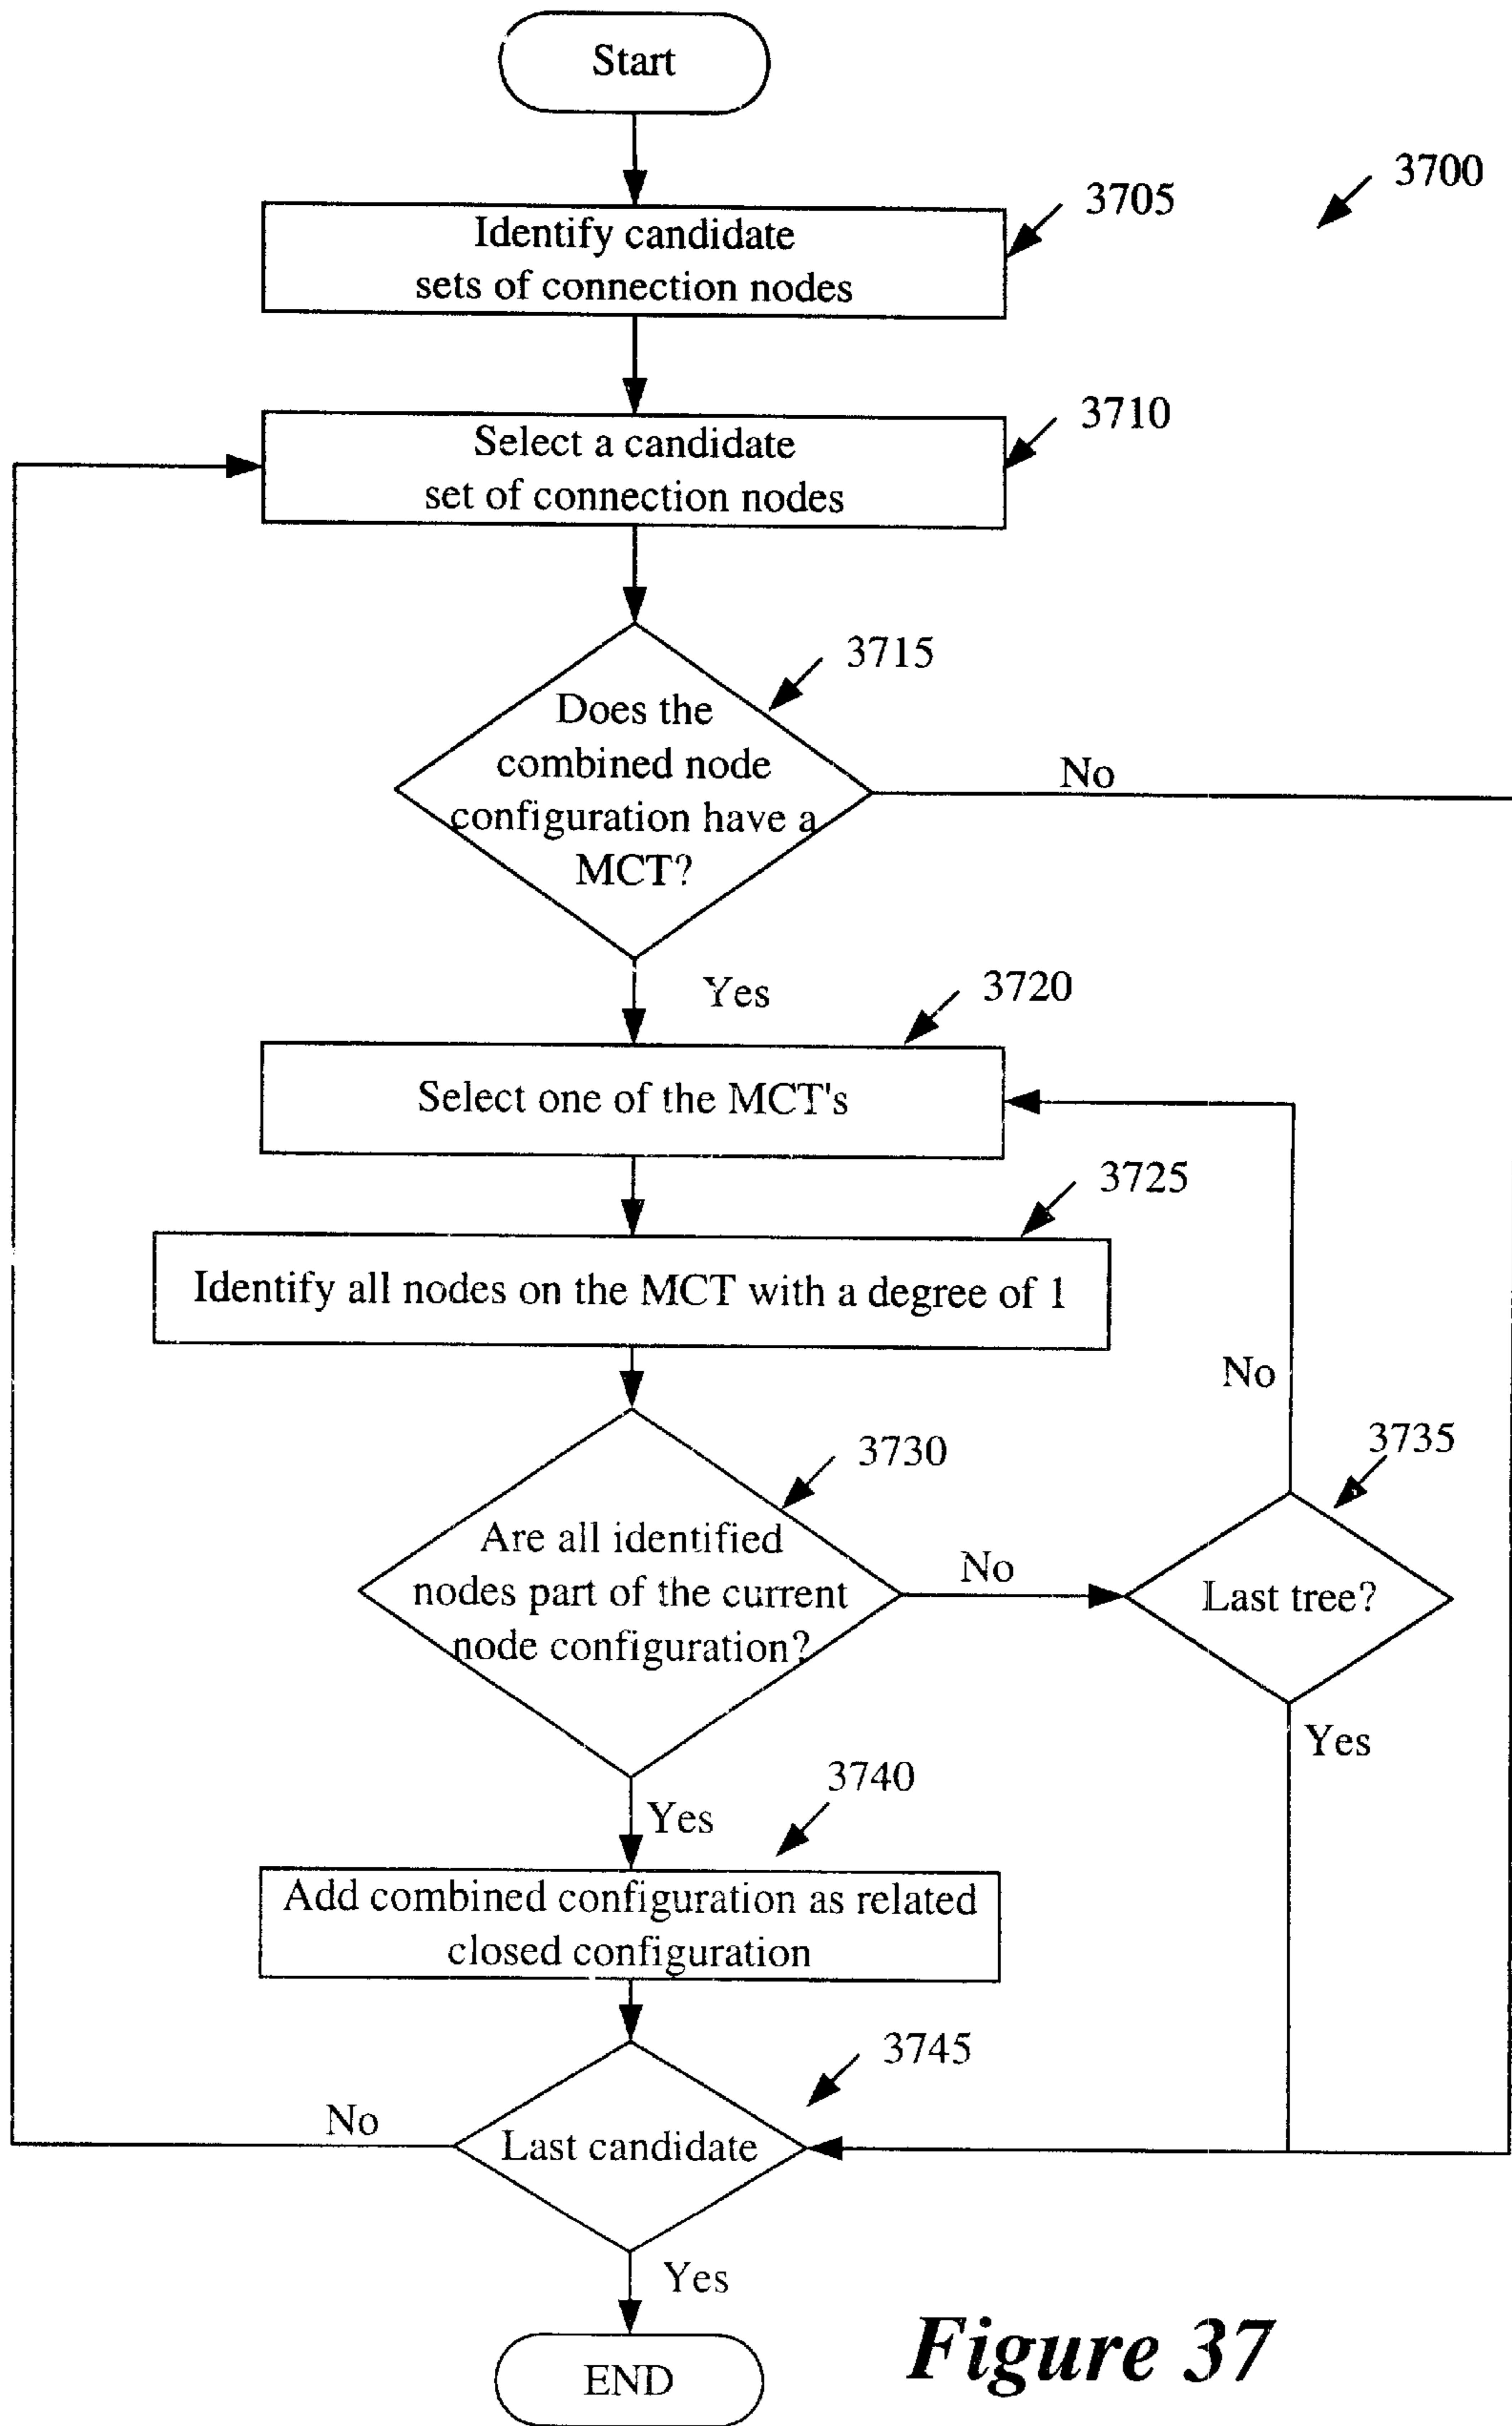 Start
3700
3705
Identify candidate
sets of connection nodes
3710
Select a candidate
set of connection nodes
3715
Does the
combined node
configuration have a
MCT?
No
Yes
3720
Select one of the MCT's
3725
Identify all nodes on the MCT with a degree of 1
No
3730
3735
Are all identified
nodes part of the current
node configuration?
No
Last tree?
Yes
3740
Yes
Add combined configuration as related
closed configuration
3745
No
Last candidate
Yes
END
Figure 37